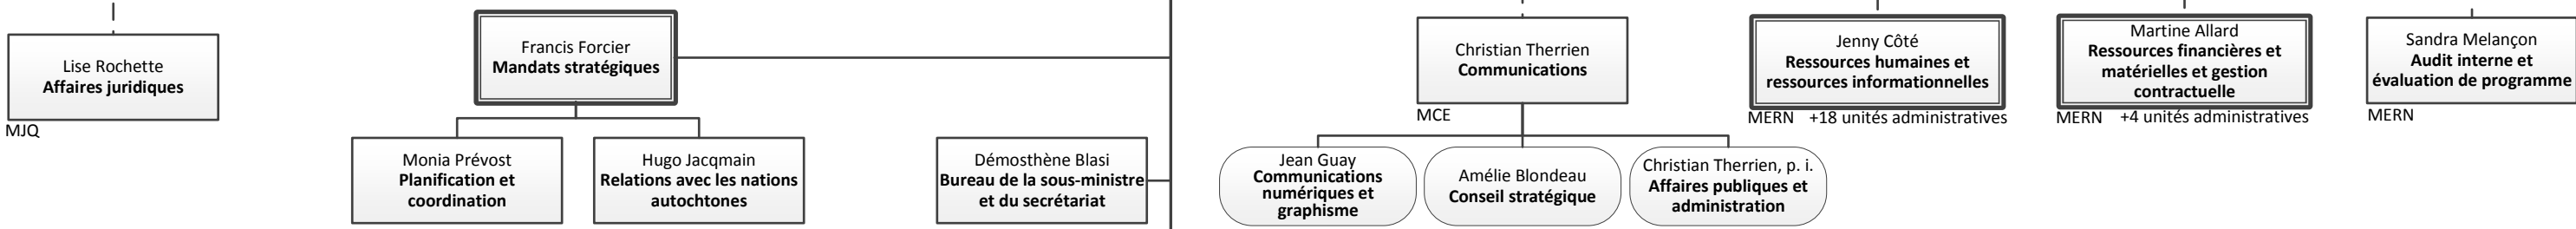 Lise Rochette
Affaires juridiques
MJQ
Francis Forcier
Mandats stratégiques
Monia Prévost
Planification et
coordination
Hugo Jacqmain
Relations avec les nations
autochtones
Démosthène Blasi
Bureau de la sous-ministre
et du secrétariat
Christian Therrien
Communications
MCE
Jean Guay
Communications
numériques et
graphisme
Amélie Blondeau
Conseil stratégique
Christian Therrien, p. i.
Affaires publiques et
administration
Jenny Côté
Ressources humaines et
ressources informationnelles
MERN +18 unités administratives
Martine Allard
Ressources financières et
matérielles et gestion
contractuelle
MERN +4 unités administratives
Sandra Melançon
Audit interne et
évaluation de programme
MERN